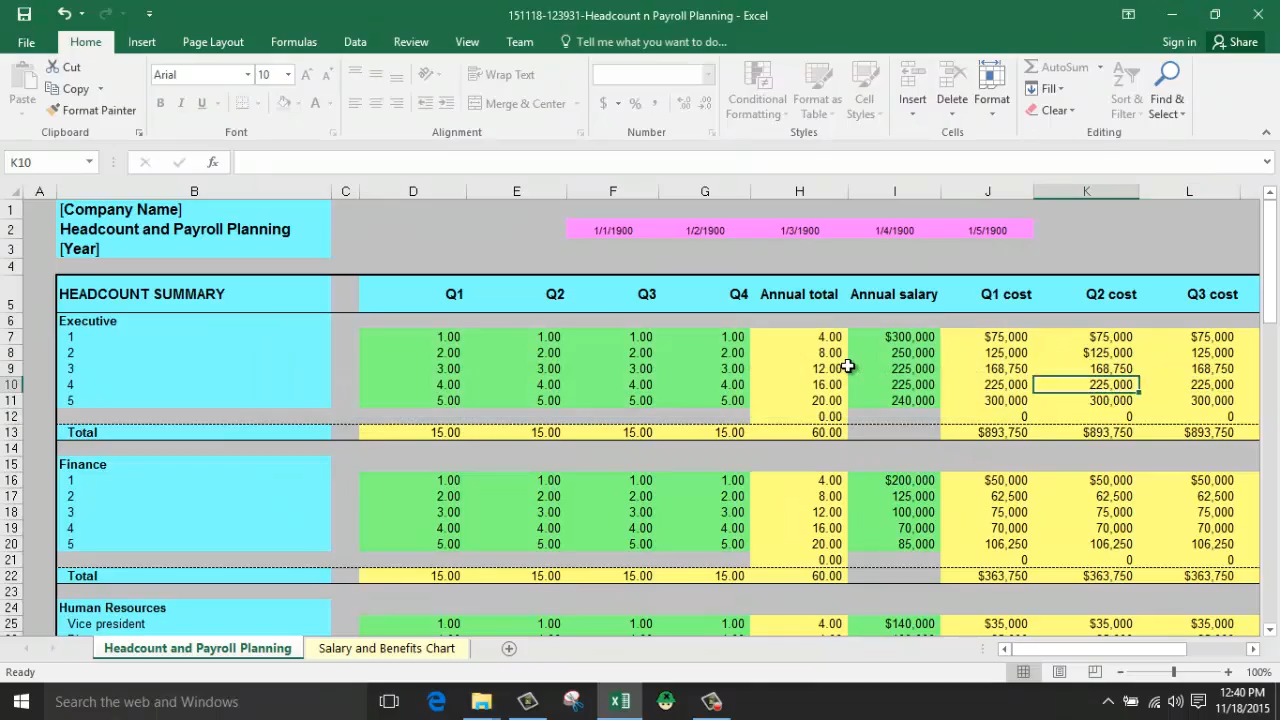 151118-123931-Headcount n Payroll Planning - Excel
File Home Insert Page Layout Formulas Data Review View Team Tell me what you want to do... Sign in Share
Paste Cut Copy Format Painter Clipboard
Arial 10 B I U A A A Font
Wrap Text Merge & Center Alignment
$ % , Number
Conditional Formatting Format as Table Cell Styles Styles
Insert Delete Format Cells
AutoSum Fill Clear Sort & Filter Find & Select Editing
K10 fx
A B C D E F G H I J K L
1 [Company Name]
2 Headcount and Payroll Planning 1/1/1900 1/2/1900 1/3/1900 1/4/1900 1/5/1900
3 [Year]
4
5 HEADCOUNT SUMMARY Q1 Q2 Q3 Q4 Annual total Annual salary Q1 cost Q2 cost Q3 cost
6 Executive
7 1 1.00 1.00 1.00 1.00 4.00 $300,000 $75,000 $75,000 $75,000
8 2 2.00 2.00 2.00 2.00 8.00 250,000 125,000 $125,000 125,000
9 3 3.00 3.00 3.00 3.00 12.00 225,000 168,750 168,750 168,750
10 4 4.00 4.00 4.00 4.00 16.00 225,000 225,000 225,000 225,000
11 5 5.00 5.00 5.00 5.00 20.00 240,000 300,000 300,000 300,000
12 0.00 0 0 0
13 Total 15.00 15.00 15.00 15.00 60.00 $893,750 $893,750 $893,750
14
15 Finance
16 1 1.00 1.00 1.00 1.00 4.00 $200,000 $50,000 $50,000 $50,000
17 2 2.00 2.00 2.00 2.00 8.00 125,000 62,500 62,500 62,500
18 3 3.00 3.00 3.00 3.00 12.00 100,000 75,000 75,000 75,000
19 4 4.00 4.00 4.00 4.00 16.00 70,000 70,000 70,000 70,000
20 5 5.00 5.00 5.00 5.00 20.00 85,000 106,250 106,250 106,250
21 0.00 0 0 0
22 Total 15.00 15.00 15.00 15.00 60.00 $363,750 $363,750 $363,750
23
24 Human Resources
25 Vice president 1.00 1.00 1.00 1.00 4.00 $140,000 $35,000 $35,000 $35,000
Headcount and Payroll Planning Salary and Benefits Chart
Ready 100%
Search the web and Windows 12:40 PM
11/18/2015